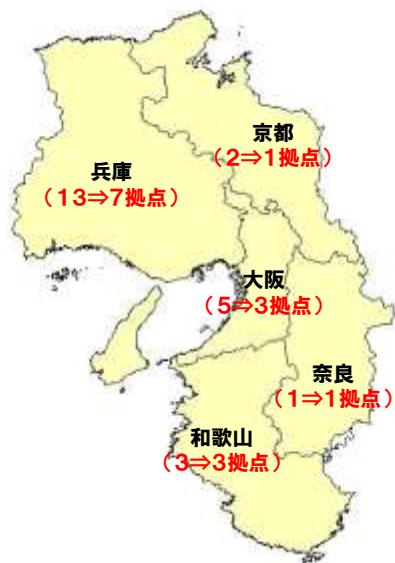 京都
（2⇒1拠点）
兵庫
（13⇒7拠点）
大阪
（5⇒3拠点）
奈良
（1⇒1拠点）
和歌山
（3⇒3拠点）